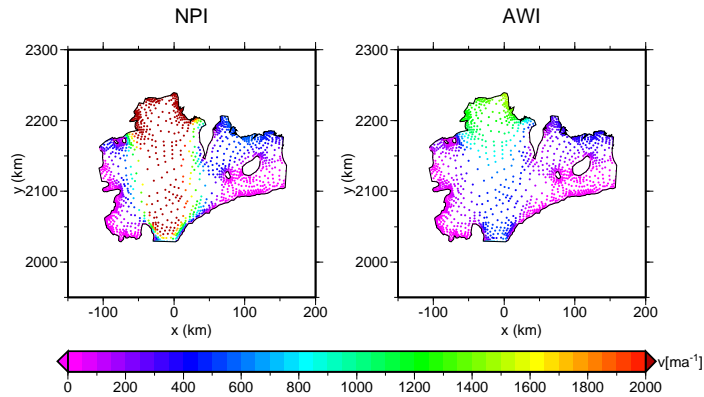 NPI AWI
2300 2300
2200 2200
2100 2100
2000 2000
y (km) y (km)
-100 0 100 200 -100 0 100 200
x (km) x (km)
0 200 400 600 800 1000 1200 1400 1600 1800 2000
v[ma⁻¹]